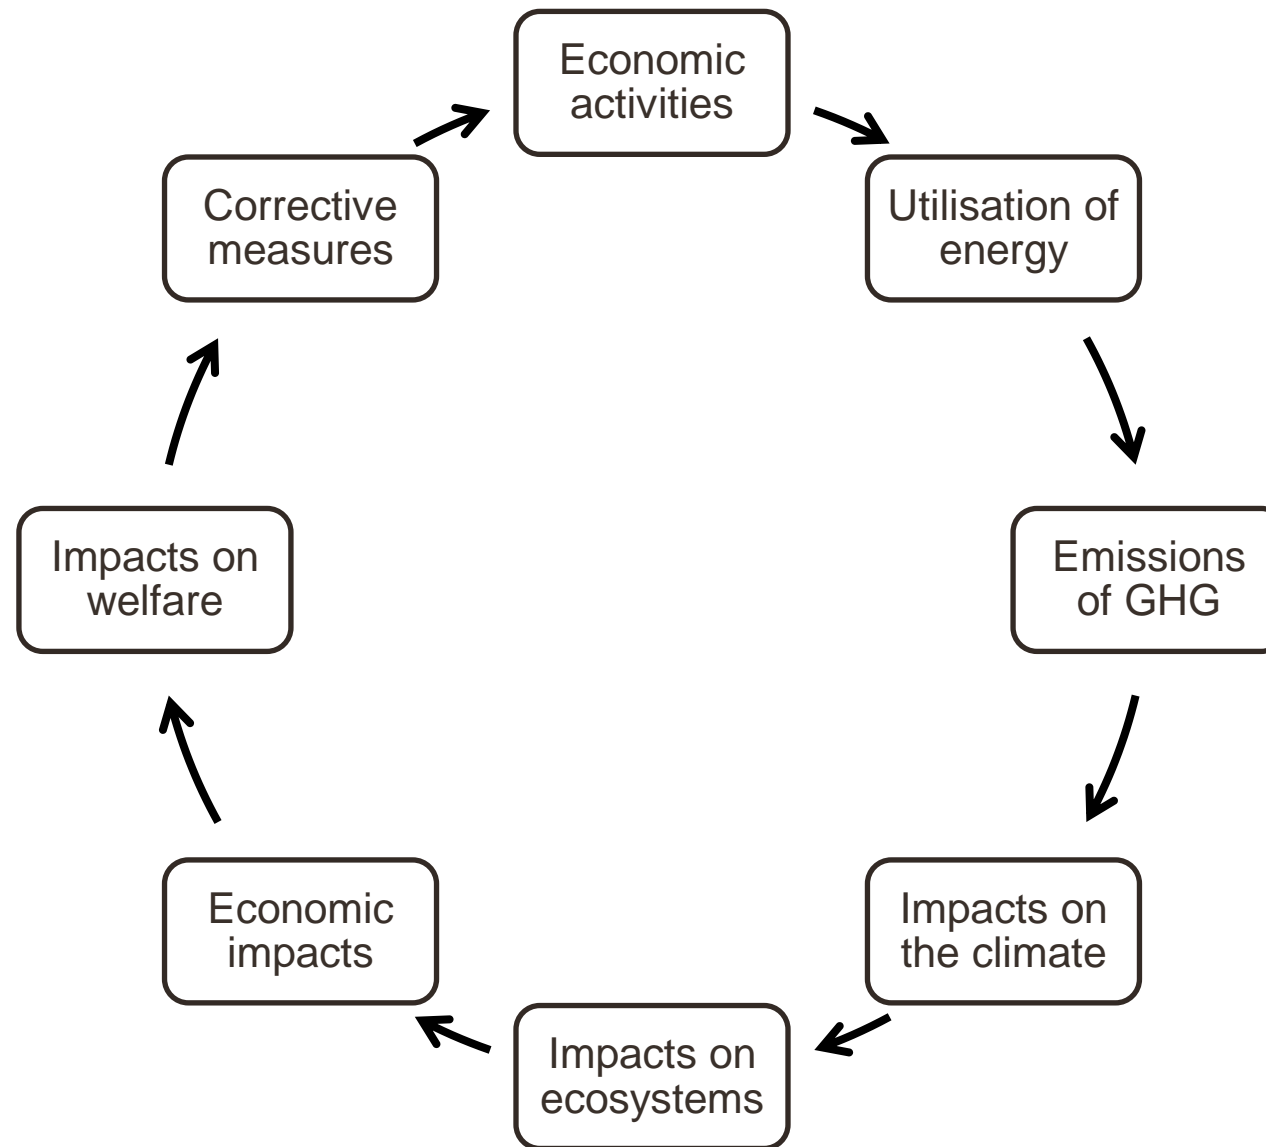 Economic
activities
Utilisation of
energy
Emissions
of GHG
Impacts on
the climate
Impacts on
ecosystems
Economic
impacts
Impacts on
welfare
Corrective
measures